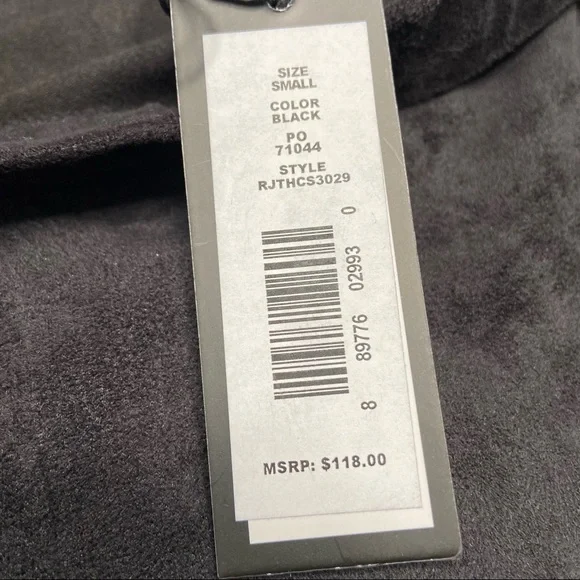 SIZE
SMALL
COLOR
BLACK
PO
71044
STYLE
RJTHCS3029
8 89776 02993 0
MSRP: $118.00